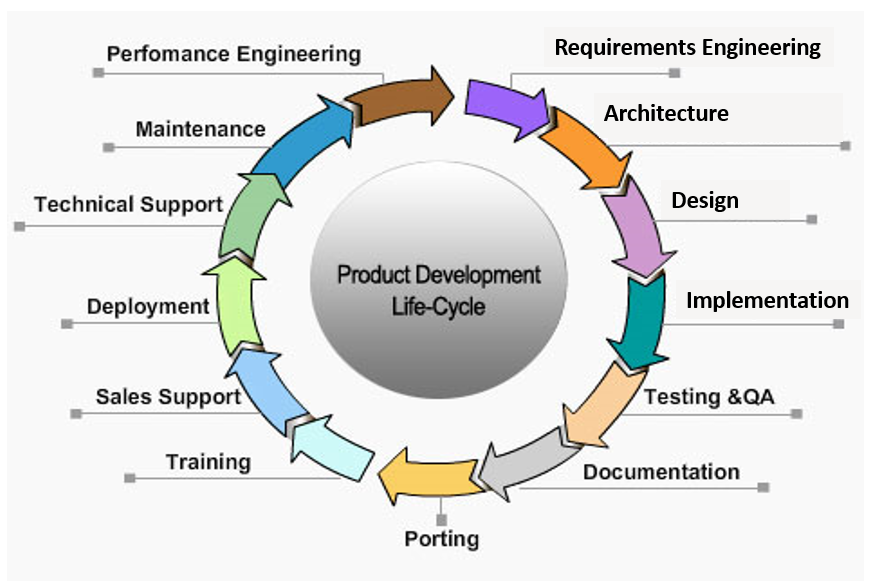 Perfomance Engineering
Requirements Engineering
Architecture
Maintenance
Design
Technical Support
Product Development
Life-Cycle
Implementation
Deployment
Testing &QA
Sales Support
Training
Documentation
Porting